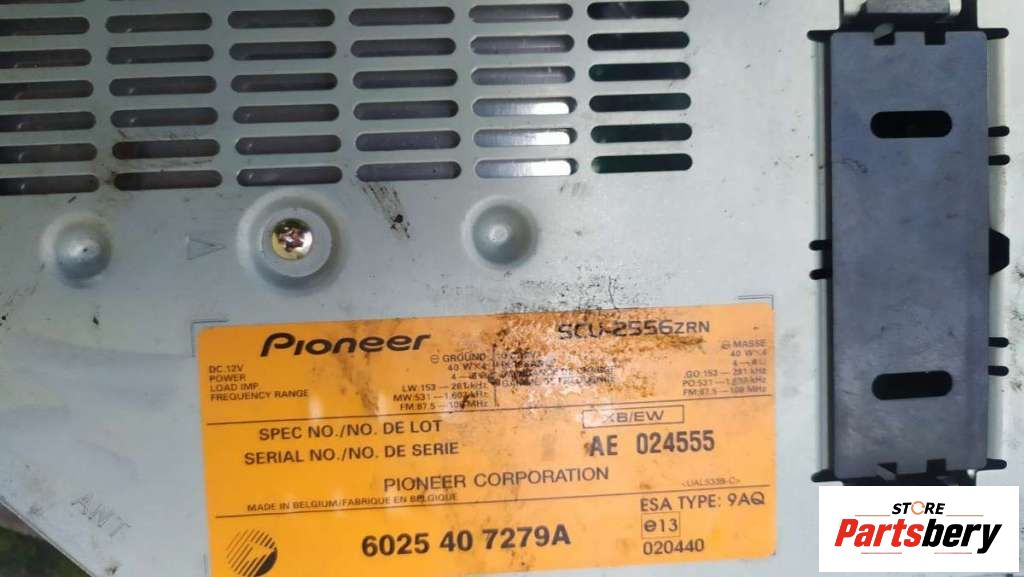 Pioneer SCU-2556ZRN
DC 12V ⊖ GROUND ⊖ MASSE
POWER 40 W×4 40 W×4
LOAD IMP. 4
FREQUENCY RANGE LW:153 – 281 kHz GO:153 – 281 kHz
MW:531 – 1,602 kHz PO:531
FM:87.5 – 108 MHz FM:87.5 – 108 MHz
SPEC NO./NO. DE LOT XB/EW
SERIAL NO./NO. DE SERIE AE 024555
PIONEER CORPORATION
MADE IN BELGIUM/FABRIQUE EN BELGIQUE ESA TYPE: 9AQ
6025 40 7279A e13
020440
ANT
STORE
Partsbery